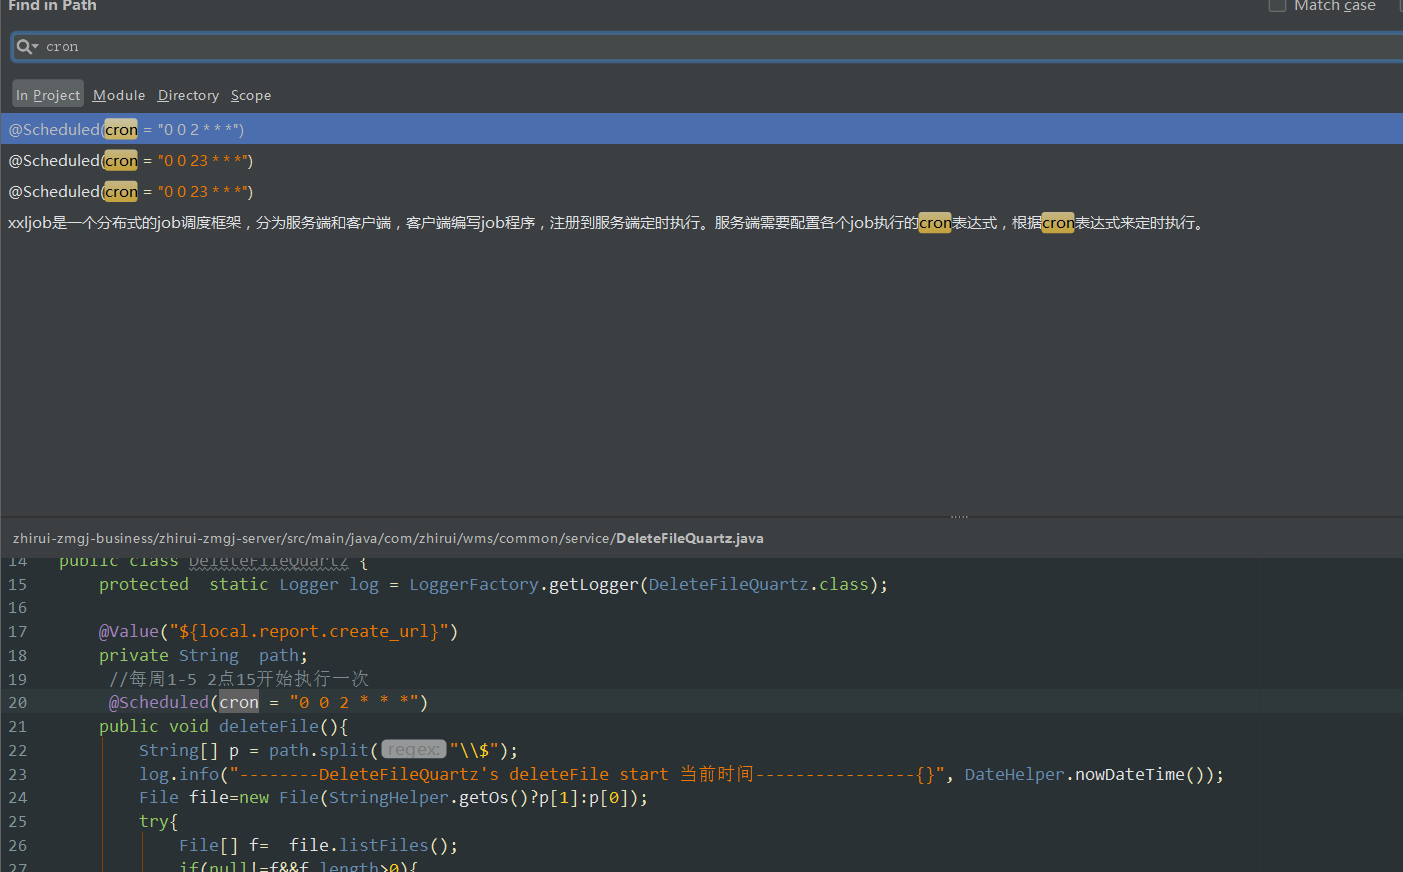 Find in Path
Match case
cron
In Project Module Directory Scope
@Scheduled(cron = "0 0 2 * * *")
@Scheduled(cron = "0 0 23 * * *")
@Scheduled(cron = "0 0 23 * * *")
xxljob是一个分布式的job调度框架，分为服务端和客户端，客户端编写job程序，注册到服务端定时执行。服务端需要配置各个job执行的cron表达式，根据cron表达式来定时执行。
zhirui-zmgj-business/zhirui-zmgj-server/src/main/java/com/zhirui/wms/common/service/DeleteFileQuartz.java
14 public class DeleteFileQuartz {
15 protected  static Logger log = LoggerFactory.getLogger(DeleteFileQuartz.class);
16
17 @Value("${local.report.create_url}")
18 private String  path;
19 //每周1-5 2点15开始执行一次
20 @Scheduled(cron = "0 0 2 * * *")
21 public void deleteFile(){
22 String[] p = path.split( regex: "\\$");
23 log.info("--------DeleteFileQuartz's deleteFile start 当前时间----------------{}", DateHelper.nowDateTime());
24 File file=new File(StringHelper.getOs()?p[1]:p[0]);
25 try{
26 File[] f=  file.listFiles();
27 if(null!=f&&f.length>0){